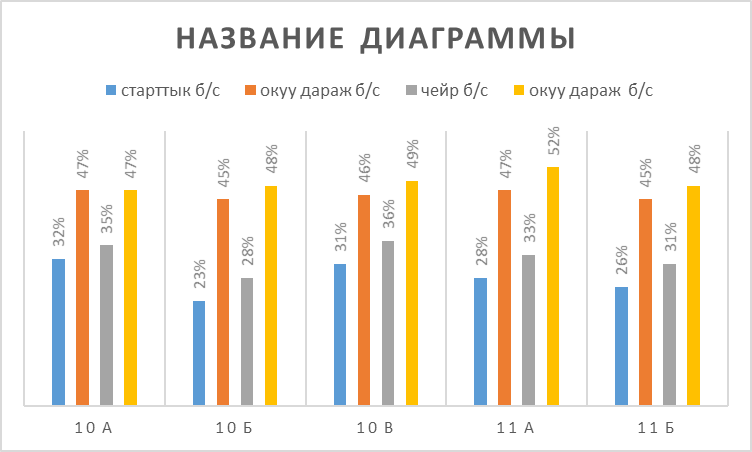 НАЗВАНИЕ ДИАГРАММЫ
старттык б/с окуу дараж б/с чейр б/с окуу дараж б/с
32% 47% 35% 47% 23% 45% 28% 48% 31% 46% 36% 49% 28% 47% 33% 52% 26% 45% 31% 48%
10 А 10 Б 10 В 11 А 11 Б